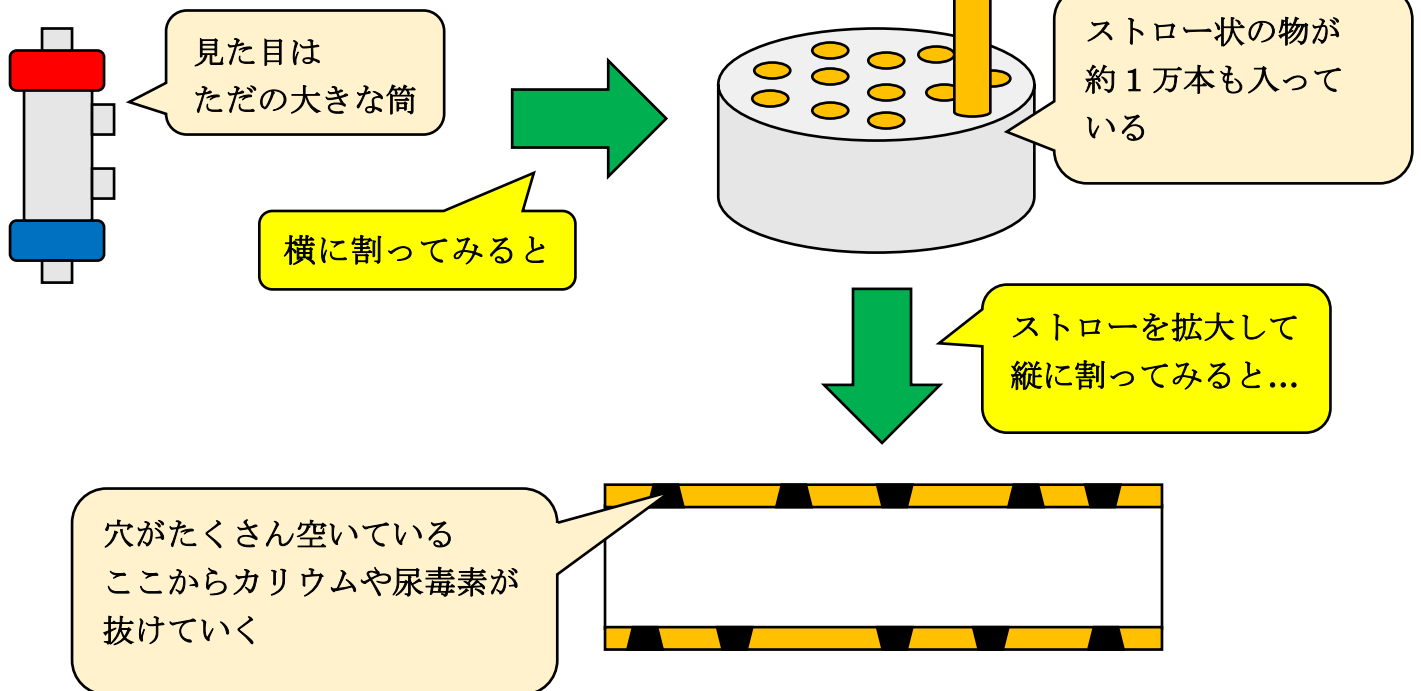 見た目は
ただの大きな筒
横に割ってみると
ストロー状の物が
約１万本も入って
いる
ストローを拡大して
縦に割ってみると…
穴がたくさん空いている
ここからカリウムや尿毒素が
抜けていく